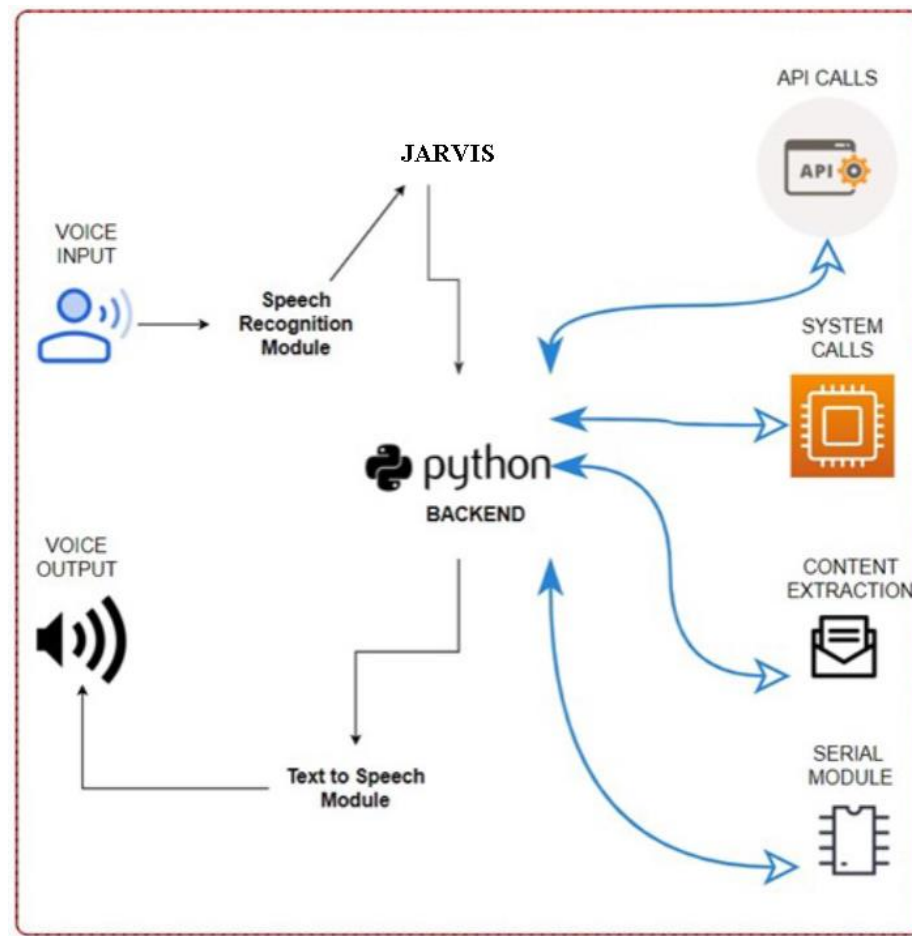 API CALLS
API
JARVIS
VOICE
INPUT
Speech
Recognition
Module
SYSTEM
CALLS
python
BACKEND
VOICE
OUTPUT
CONTENT
EXTRACTION
Text to Speech
Module
SERIAL
MODULE